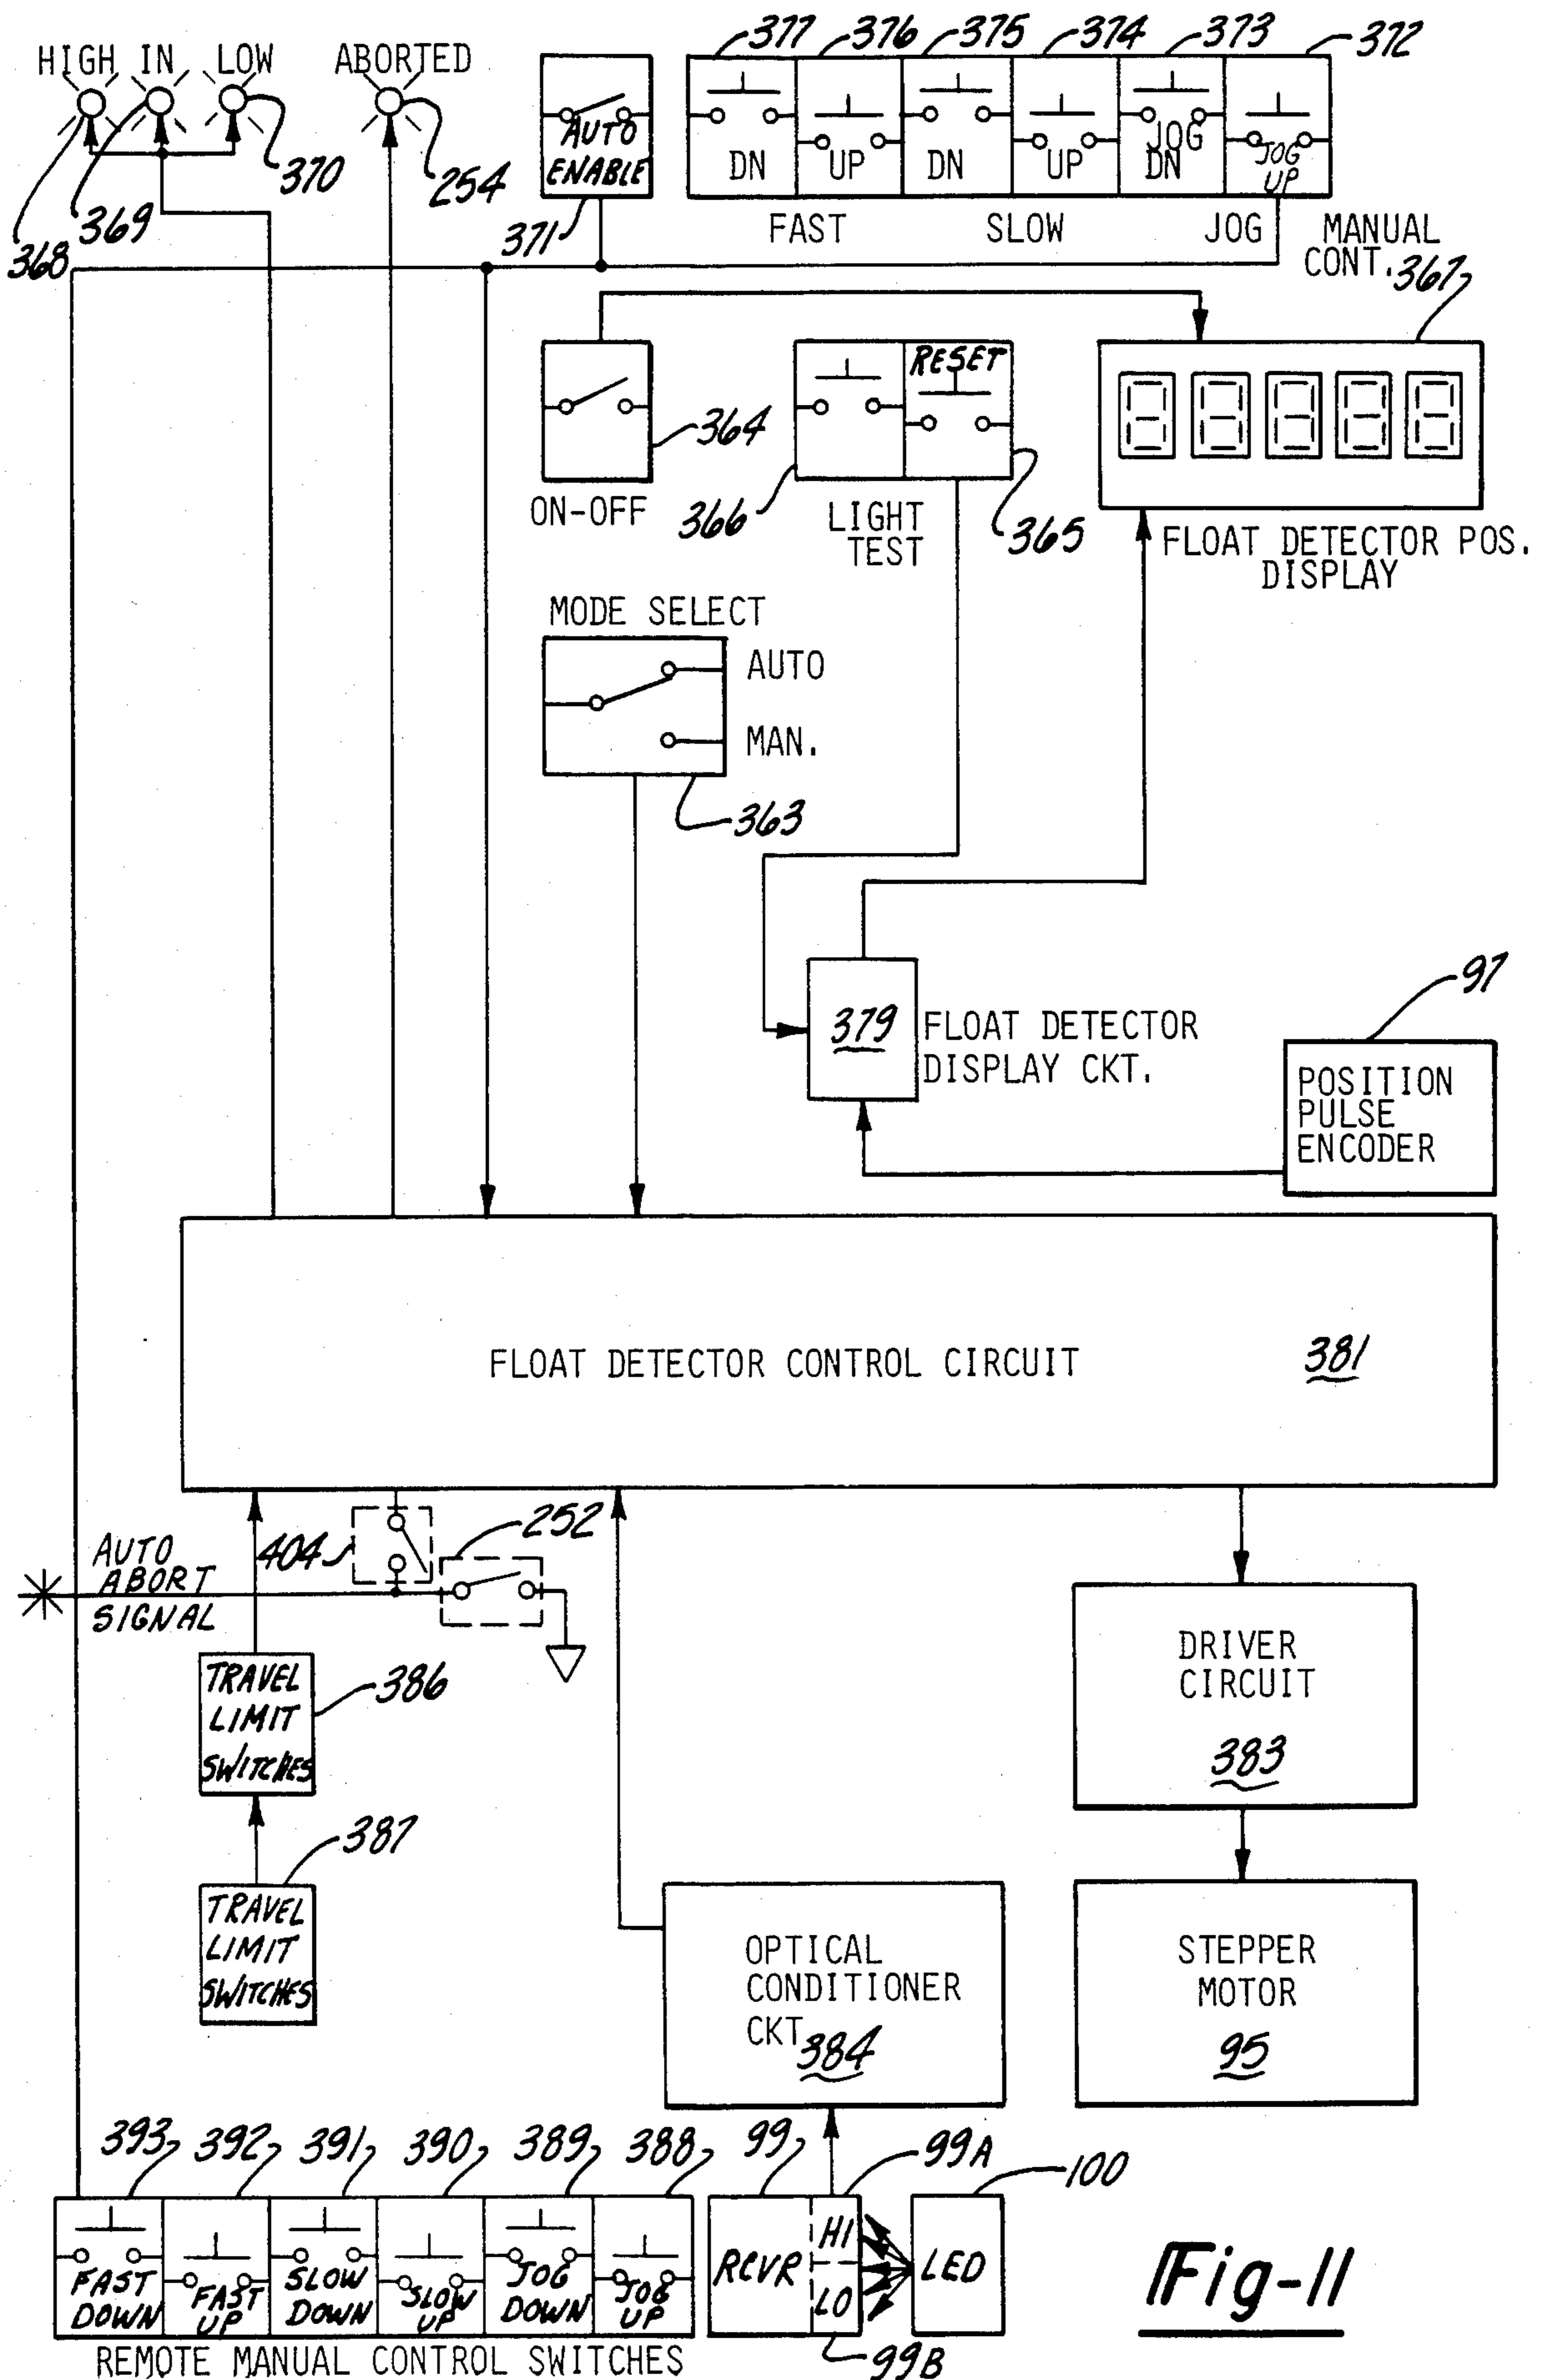 377 376 375 374 373 372
HIGH IN LOW ABORTED
AUTO
ENABLE
DN UP DN UP JOG DN JOG UP
368 369 370 254 371
FAST SLOW JOG MANUAL CONT. 367
RESET
364
ON-OFF
366
LIGHT
TEST
365
FLOAT DETECTOR POS.
DISPLAY
MODE SELECT
AUTO
MAN.
363
97
379
FLOAT DETECTOR
DISPLAY CKT.
POSITION
PULSE
ENCODER
FLOAT DETECTOR CONTROL CIRCUIT 381
404 252
AUTO
ABORT
SIGNAL
TRAVEL
LIMIT
SWITCHES
386
DRIVER
CIRCUIT
383
387
TRAVEL
LIMIT
SWITCHES
OPTICAL
CONDITIONER
CKT 384
STEPPER
MOTOR
95
393 392 391 390 389 388 99 99A 100
FAST
DOWN
FAST
UP
SLOW
DOWN
SLOW
UP
JOG
DOWN
JOG
UP
RCVR
HI
LO
LED
99B
REMOTE MANUAL CONTROL SWITCHES
Fig-11